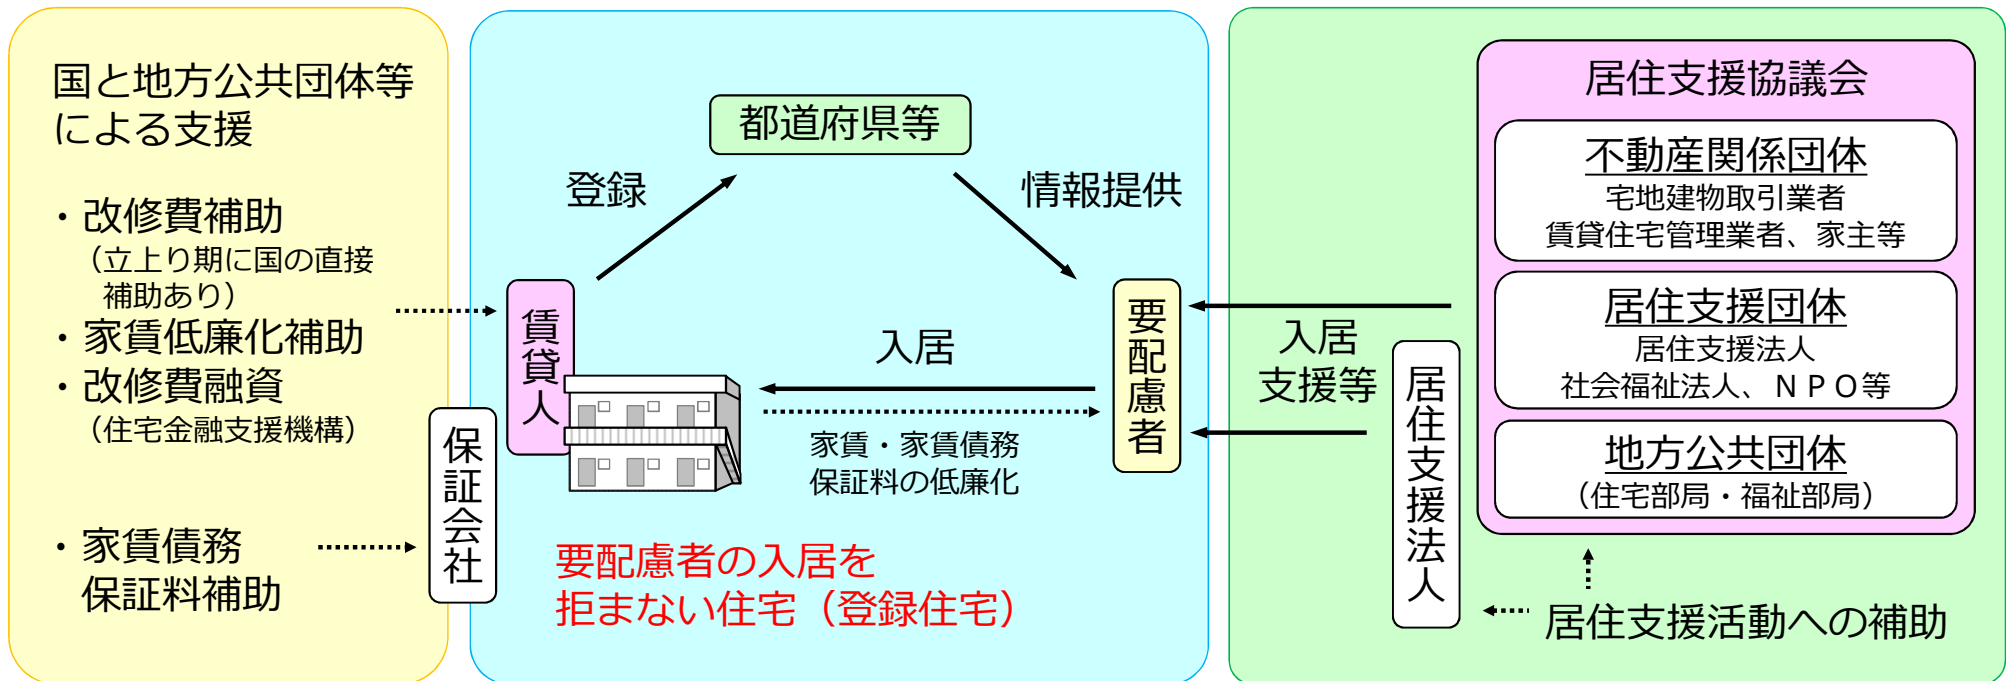 国と地方公共団体等
による支援
・改修費補助
（立上り期に国の直接
補助あり）
・家賃低廉化補助
・改修費融資
（住宅金融支援機構）
・家賃債務
保証料補助
保証会社
都道府県等
登録
情報提供
賃貸人
要配慮者
入居
家賃・家賃債務
保証料の低廉化
要配慮者の入居を
拒まない住宅（登録住宅）
入居
支援等
居住支援法人
居住支援協議会
不動産関係団体
宅地建物取引業者
賃貸住宅管理業者、家主等
居住支援団体
居住支援法人
社会福祉法人、ＮＰＯ等
地方公共団体
（住宅部局・福祉部局）
居住支援活動への補助